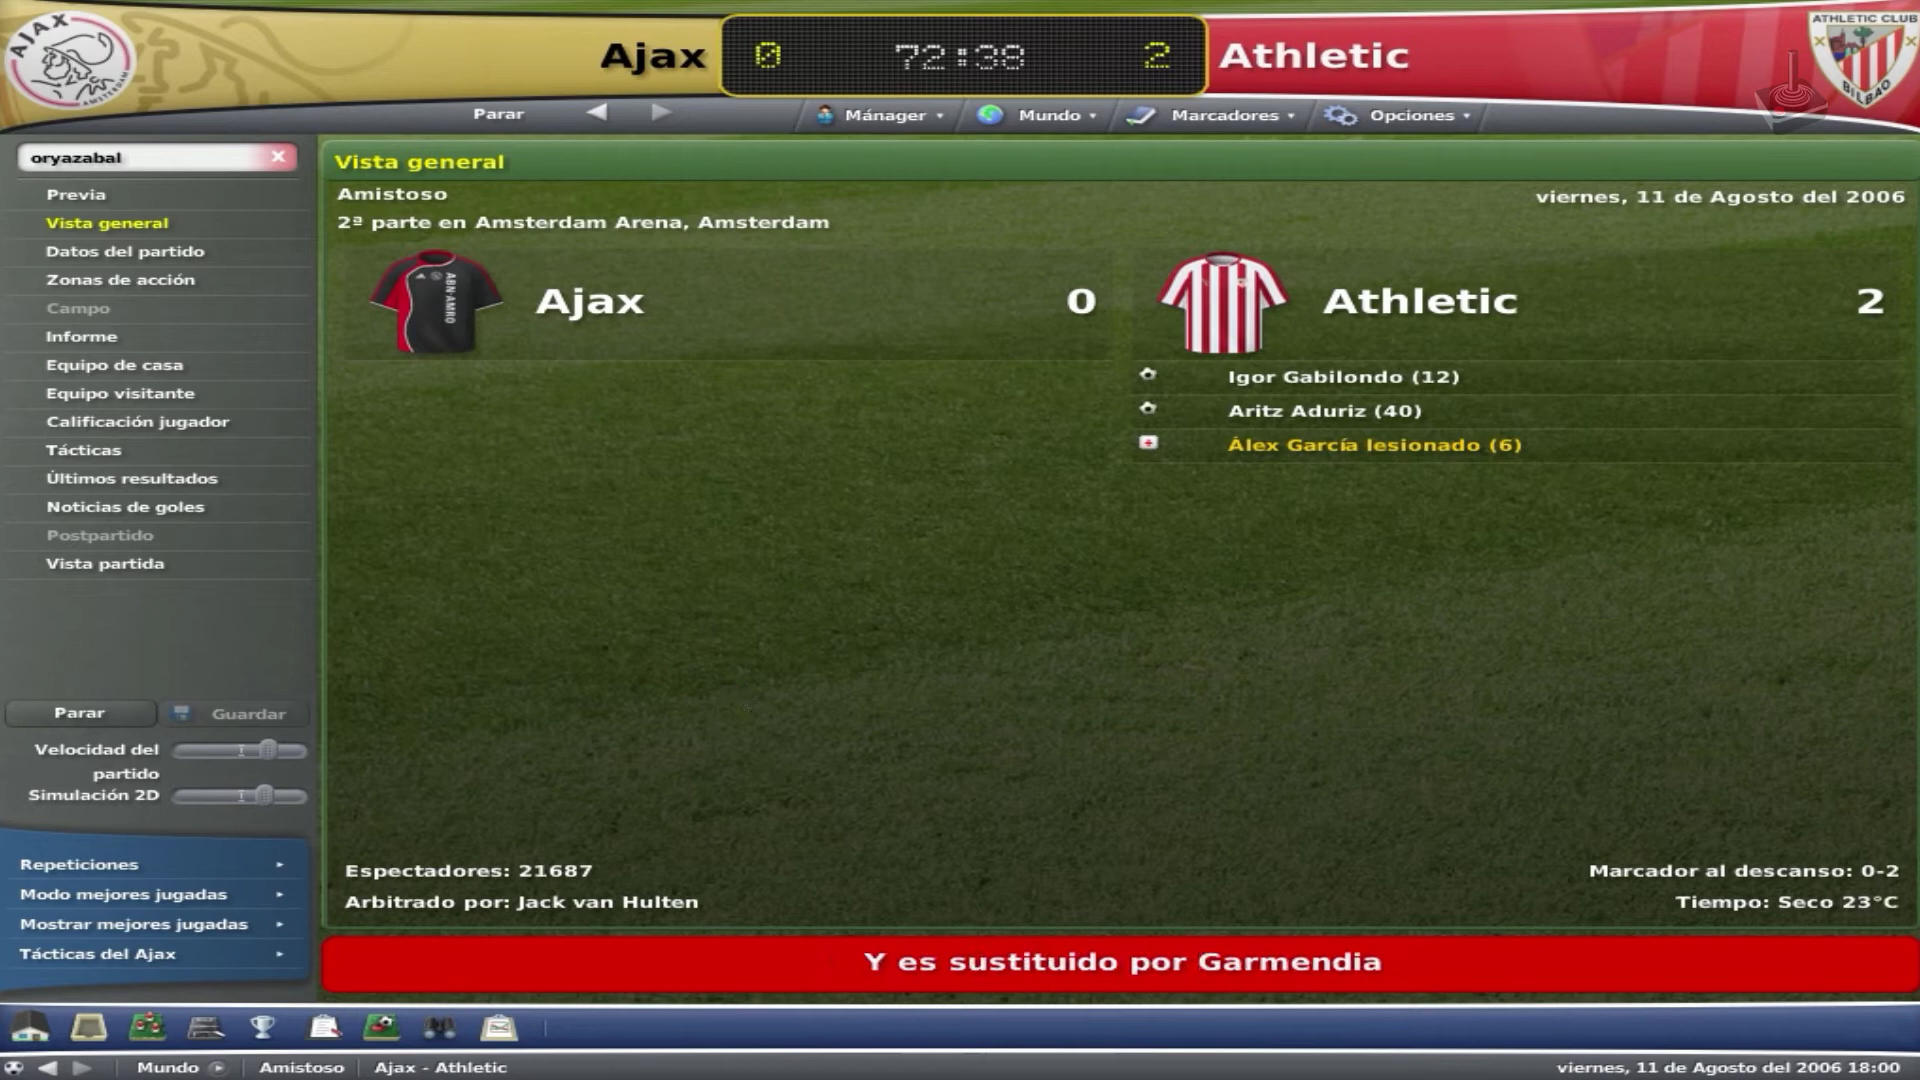 AJAX
AMSTERDAM
Ajax 0 72:38 2 Athletic
ATHLETIC CLUB
BILBAO
Parar Mánager Mundo Marcadores Opciones
oryazabal
Previa
Vista general
Datos del partido
Zonas de acción
Campo
Informe
Equipo de casa
Equipo visitante
Calificación jugador
Tácticas
Últimos resultados
Noticias de goles
Postpartido
Vista partida
Parar Guardar
Velocidad del
partido
Simulación 2D
Repeticiones
Modo mejores jugadas
Mostrar mejores jugadas
Tácticas del Ajax
Vista general
Amistoso viernes, 11 de Agosto del 2006
2ª parte en Amsterdam Arena, Amsterdam
ABN·AMRO
Ajax 0 Athletic 2
Igor Gabilondo (12)
Aritz Aduriz (40)
Álex García lesionado (6)
Espectadores: 21687 Marcador al descanso: 0-2
Arbitrado por: Jack van Hulten Tiempo: Seco 23°C
Y es sustituido por Garmendia
Mundo Amistoso Ajax - Athletic viernes, 11 de Agosto del 2006 18:00